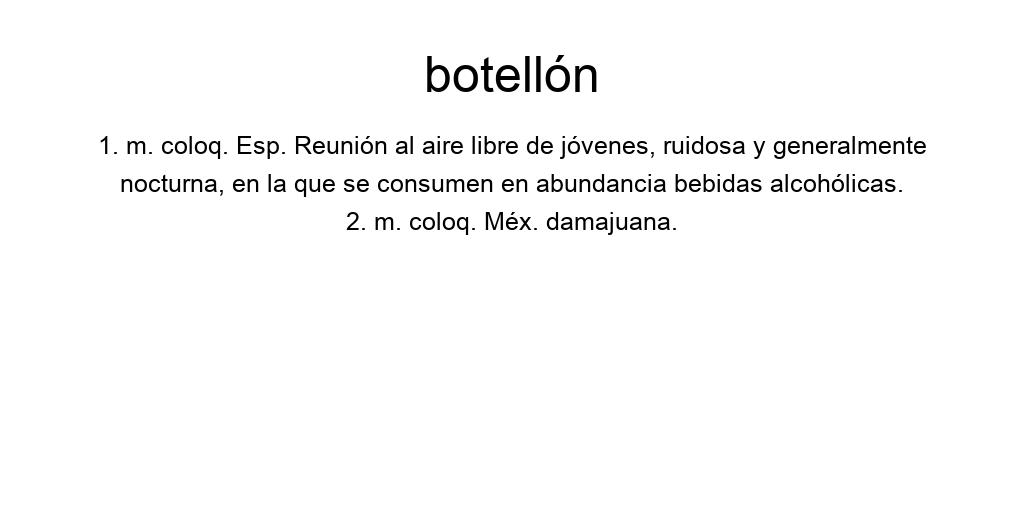 botellón
1. m. coloq. Esp. Reunión al aire libre de jóvenes, ruidosa y generalmente
nocturna, en la que se consumen en abundancia bebidas alcohólicas.
2. m. coloq. Méx. damajuana.